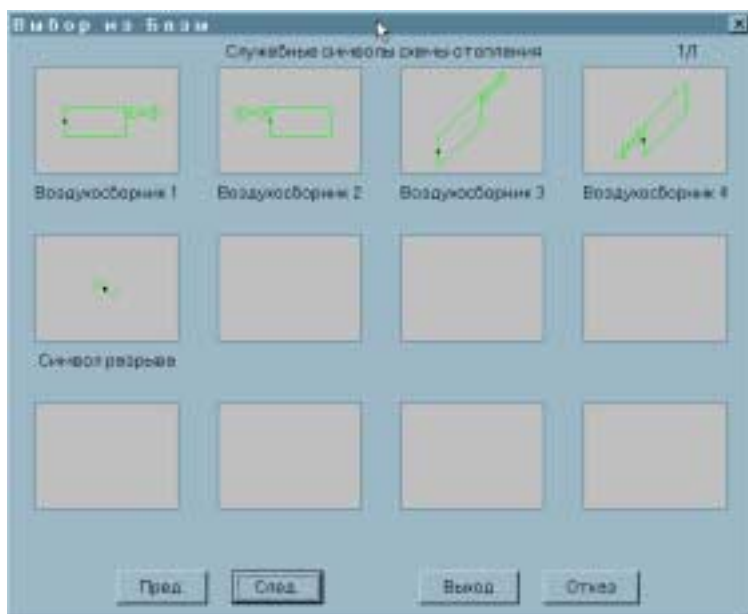 Выбор из Базы
Служебные символы схемы отопления 1/1
Воздухосборник 1 Воздухосборник 2 Воздухосборник 3 Воздухосборник 4
Символ разрыва
Пред. След. Выход Отказ